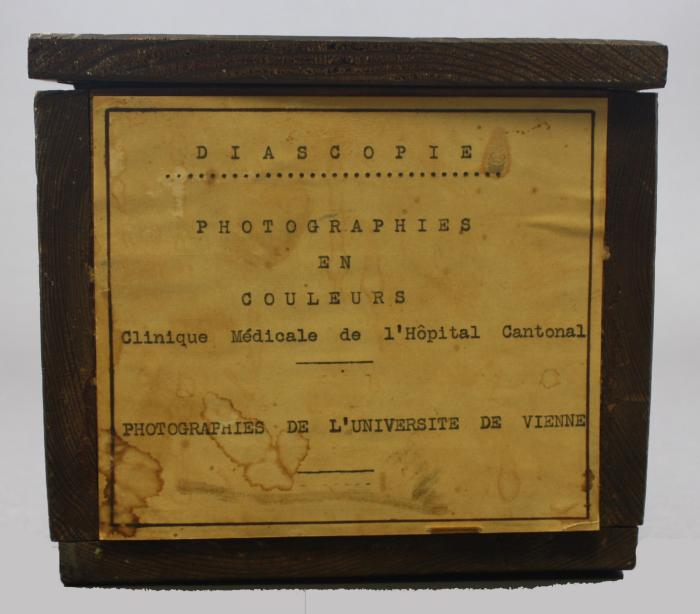 DIASCOPIE
PHOTOGRAPHIES
EN
COULEURS
Clinique Médicale de l'Hôpital Cantonal
PHOTOGRAPHIES DE L'UNIVERSITE DE VIENNE